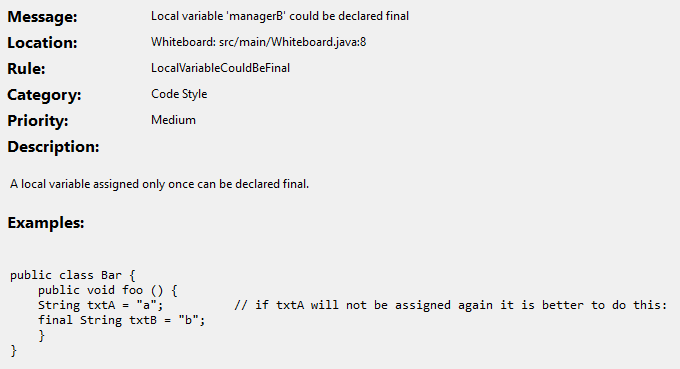 Message: Local variable 'managerB' could be declared final
Location: Whiteboard: src/main/Whiteboard.java:8
Rule: LocalVariableCouldBeFinal
Category: Code Style
Priority: Medium
Description:
A local variable assigned only once can be declared final.
Examples:
public class Bar {
    public void foo () {
    String txtA = "a";          // if txtA will not be assigned again it is better to do this:
    final String txtB = "b";
    }
}